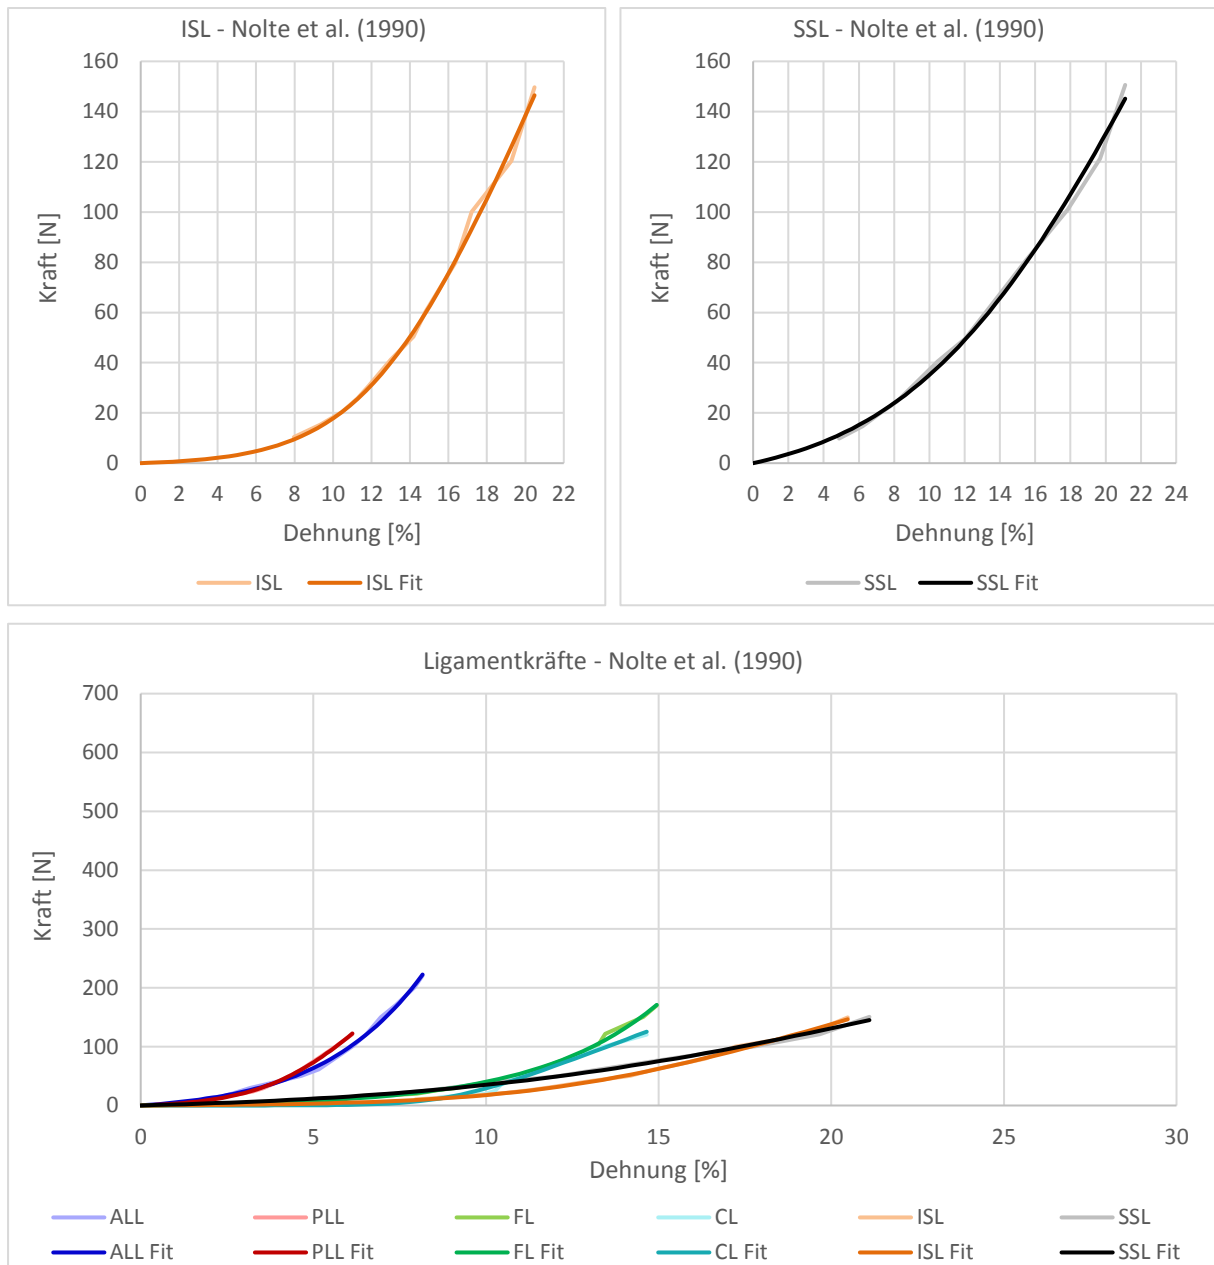 ISL - Nolte et al. (1990)
160
140
120
100
80
60
40
20
0
Kraft [N]
0 2 4 6 8 10 12 14 16 18 20 22
Dehnung [%]
ISL ISL Fit
SSL - Nolte et al. (1990)
160
140
120
100
80
60
40
20
0
Kraft [N]
0 2 4 6 8 10 12 14 16 18 20 22 24
Dehnung [%]
SSL SSL Fit
Ligamentkräfte - Nolte et al. (1990)
700
600
500
400
300
200
100
0
Kraft [N]
0 5 10 15 20 25 30
Dehnung [%]
ALL PLL FL CL ISL SSL
ALL Fit PLL Fit FL Fit CL Fit ISL Fit SSL Fit